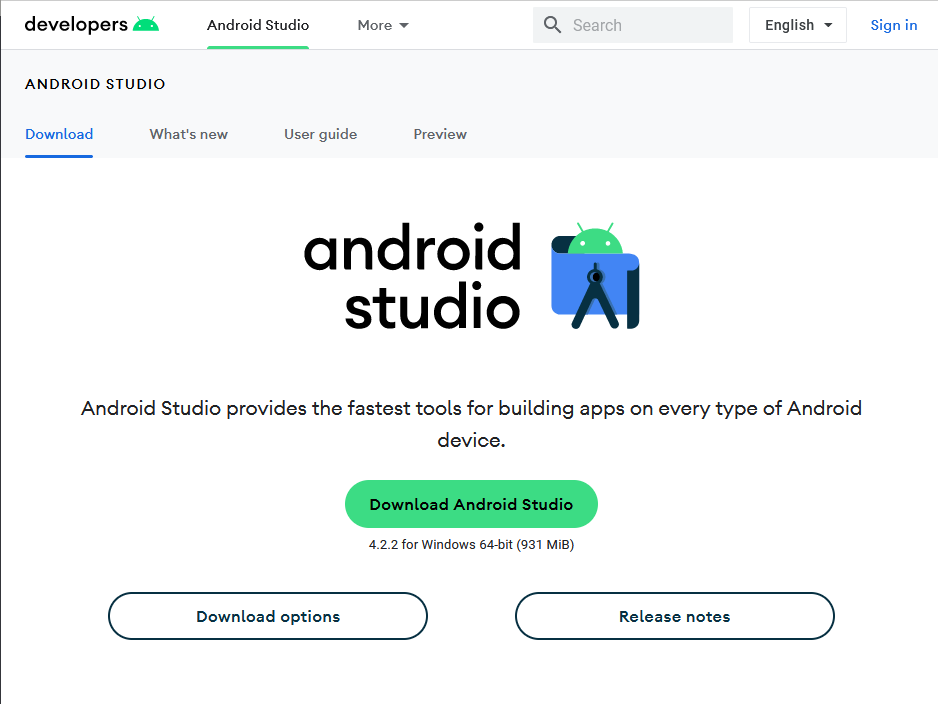 developers
Android Studio
More
Search
English
Sign in
ANDROID STUDIO
Download
What's new
User guide
Preview
android
studio
Android Studio provides the fastest tools for building apps on every type of Android
device.
Download Android Studio
4.2.2 for Windows 64-bit (931 MiB)
Download options
Release notes